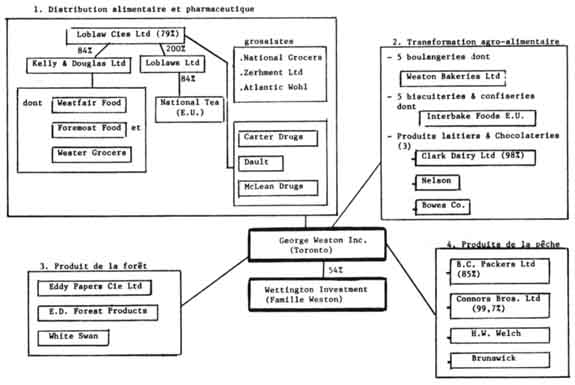 1. Distribution alimentaire et pharmaceutique
Loblaw Cies Ltd (79%)
84%
200%
Kelly & Douglas Ltd
Loblaws Ltd
84%
National Tea
(E.U.)
dont
Westfair Food
Foremost Food
et
Wester Grocers
grossistes
.National Grocers
.Zerhment Ltd
.Atlantic Wohl
Carter Drugs
Dault
McLean Drugs
2. Transformation agro-alimentaire
- 5 boulangeries dont
Weston Bakeries Ltd
- 5 biscuiteries & confiseries
dont
Interbake Foods E.U.
- Produits laitiers & Chocolateries
(3)
Clark Dairy Ltd (98%)
Nelson
Bowes Co.
George Weston Inc.
(Toronto)
54%
Wettington Investment
(Famille Weston)
3. Produit de la forêt
Eddy Papers Cie Ltd
E.D. Forest Products
White Swan
4. Produits de la pêche
B.C. Packers Ltd
(85%)
Connors Bros. Ltd
(99,7%)
H.W. Welch
Brunswick